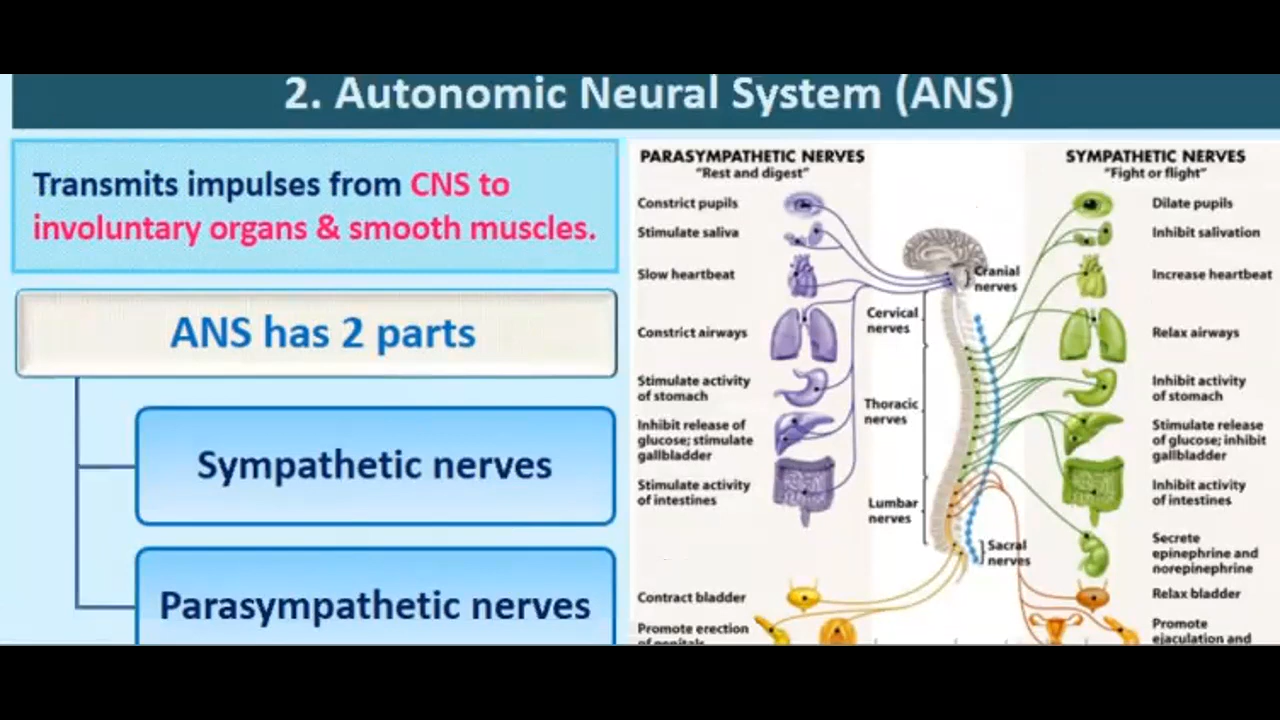 2. Autonomic Neural System (ANS)
Transmits impulses from CNS to
involuntary organs & smooth muscles.
ANS has 2 parts
Sympathetic nerves
Parasympathetic nerves
PARASYMPATHETIC NERVES
"Rest and digest"
Constrict pupils
Stimulate saliva
Slow heartbeat
Constrict airways
Stimulate activity
of stomach
Inhibit release of
glucose; stimulate
gallbladder
Stimulate activity
of intestines
Contract bladder
Promote erection
of genitals
Cranial
nerves
Cervical
nerves
Thoracic
nerves
Lumbar
nerves
Sacral
nerves
SYMPATHETIC NERVES
"Fight or flight"
Dilate pupils
Inhibit salivation
Increase heartbeat
Relax airways
Inhibit activity
of stomach
Stimulate release
of glucose; inhibit
gallbladder
Inhibit activity
of intestines
Secrete
epinephrine and
norepinephrine
Relax bladder
Promote
ejaculation and